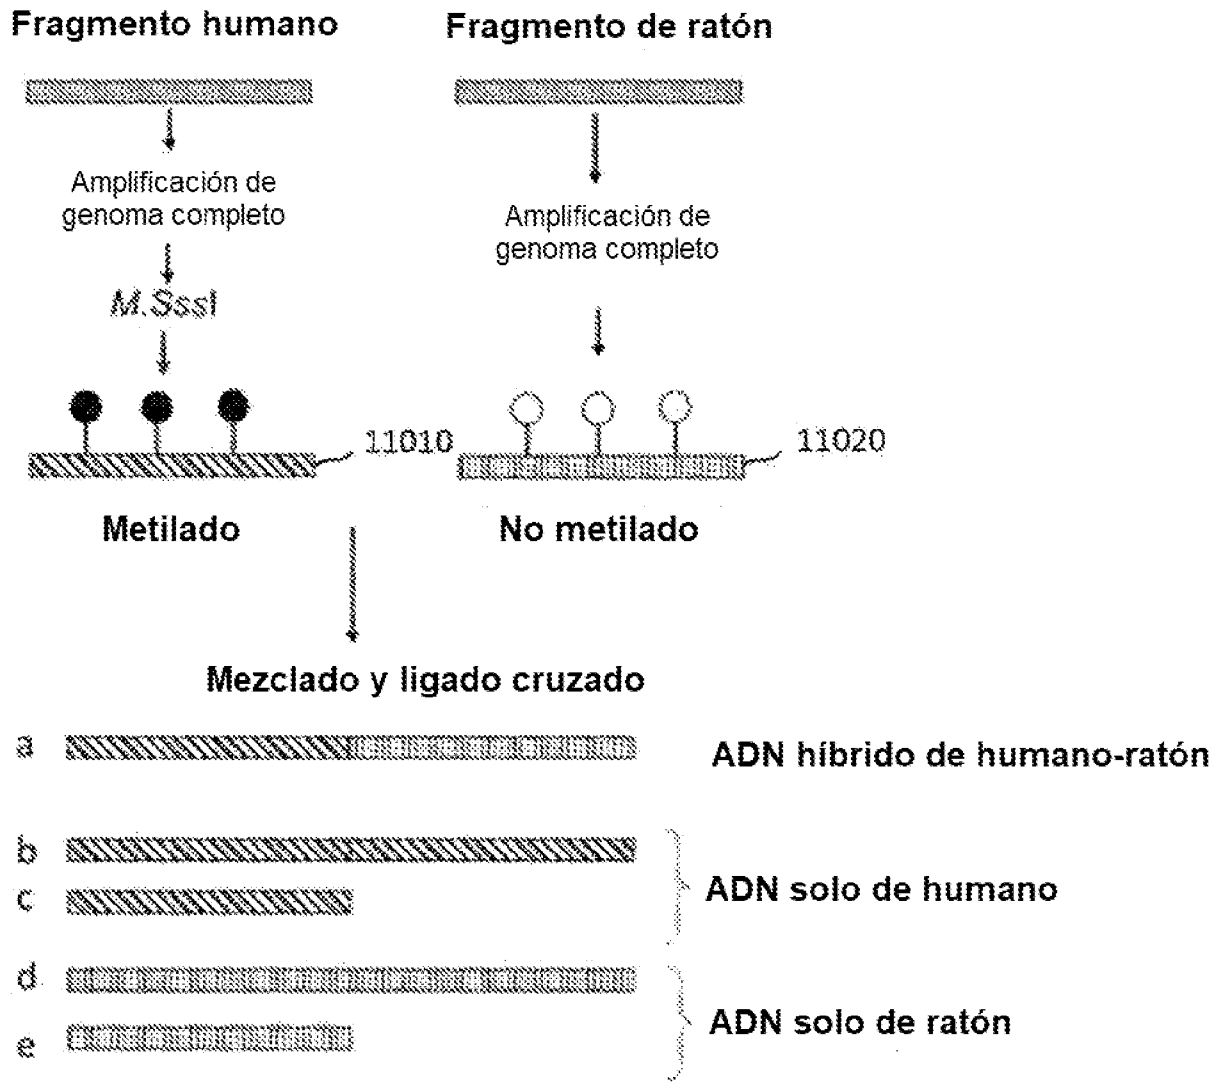 Fragmento humano
Fragmento de ratón
Amplificación de
genoma completo
Amplificación de
genoma completo
M.SssI
11010
11020
Metilado
No metilado
Mezclado y ligado cruzado
a
ADN híbrido de humano-ratón
b
c
ADN solo de humano
d
e
ADN solo de ratón